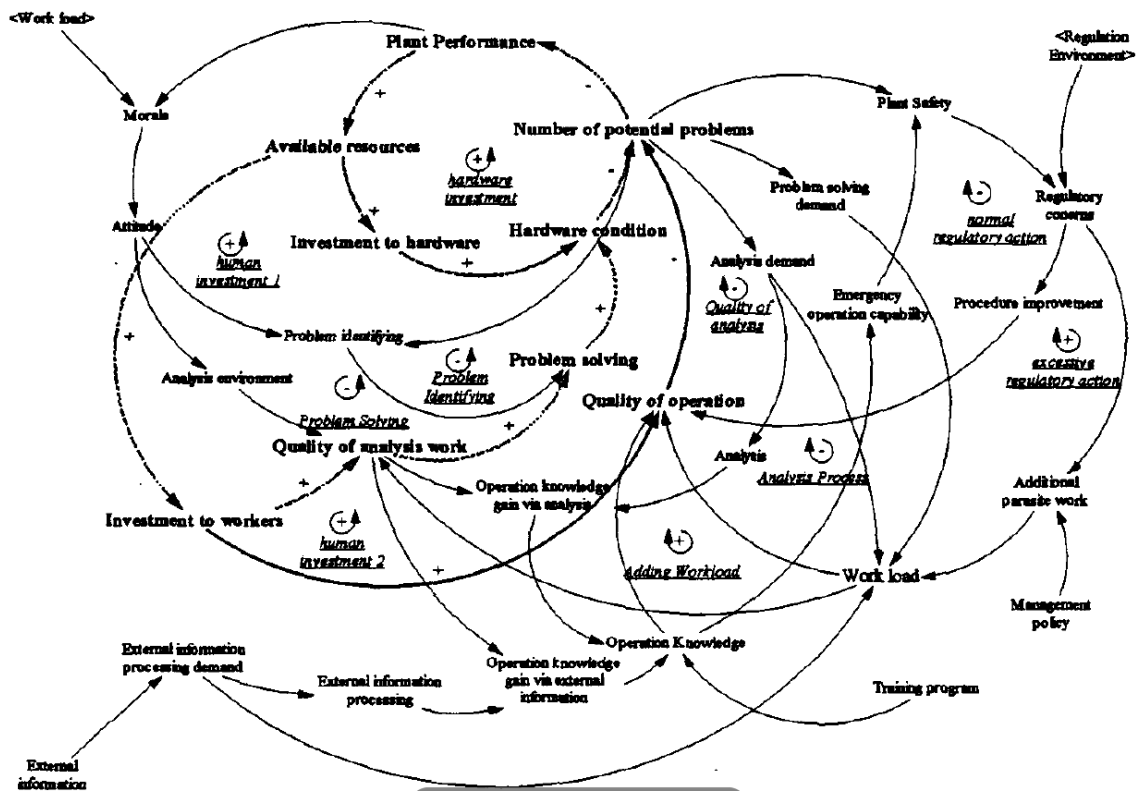 <Work load>
Plant Performance
<Regulation
Environment>
Morals
Plant Safety
Number of potential problems
Available resources
hardware
investment
Problem solving
demand
Regulatory
conerns
normal
regulatory action
Attitude
Investment to hardware
Hardware condition
human
investment 1
Analysis demand
Quality of
analysis
Emergency
operation capability
Procedure improvement
Problem identifying
Problem solving
Problem
Identifying
excessive
regulatory action
Analysis environment
Quality of operation
Problem Solving
Quality of analysis work
Analysis
Analysis Process
Operation knowledge
gain via analysis
Additional
parasite work
Investment to workers
human
investment 2
Adding Workload
Work load
Management
policy
External information
processing demand
Operation Knowledge
Operation knowledge
gain via external
information
External information
processing
Training program
External
information